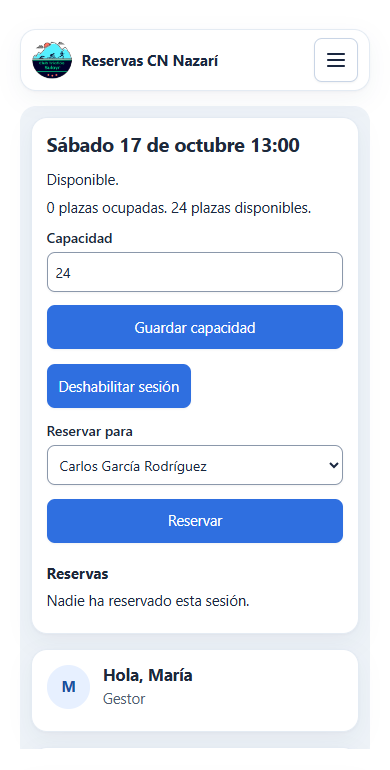 Reservas CN Nazarí
Sábado 17 de octubre 13:00
Disponible.
0 plazas ocupadas. 24 plazas disponibles.
Capacidad
24
Guardar capacidad
Deshabilitar sesión
Reservar para
Carlos García Rodríguez
Reservar
Reservas
Nadie ha reservado esta sesión.
M
Hola, María
Gestor